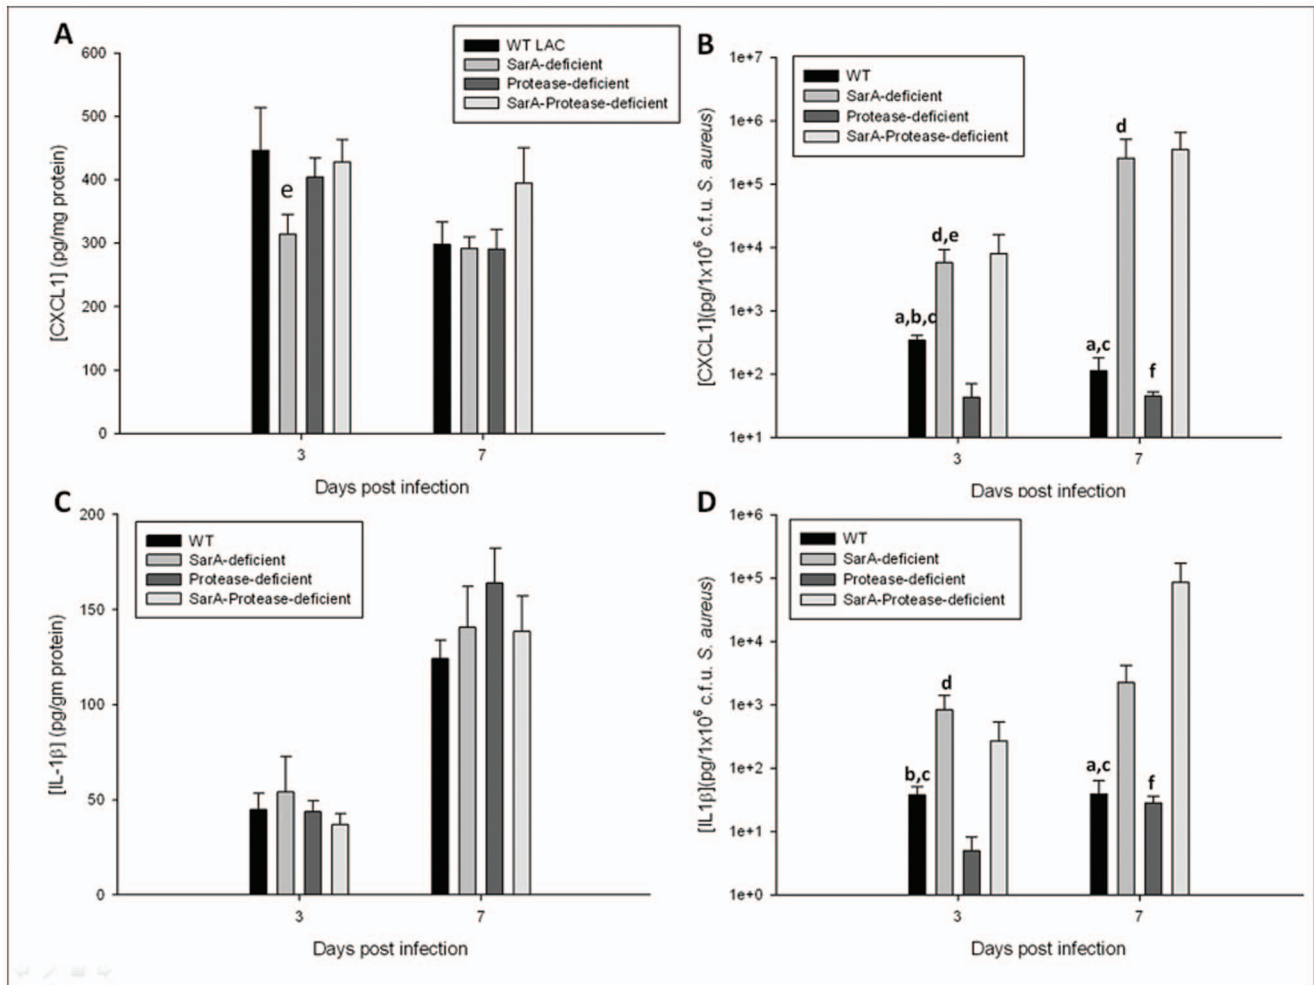 A
[CXCL1] (pg/mg protein)
600
500
400
300
200
100
0
WT LAC
SarA-deficient
Protease-deficient
SarA-Protease-deficient
e
3
7
Days post infection
B
[CXCL1](pg/1x10⁶ c.f.u. S. aureus)
1e+7
1e+6
1e+5
1e+4
1e+3
1e+2
1e+1
WT
SarA-deficient
Protease-deficient
SarA-Protease-deficient
a,b,c
d,e
a,c
d
f
3
7
Days post infection
C
[IL-1β] (pg/gm protein)
200
150
100
50
0
WT
SarA-deficient
Protease-deficient
SarA-Protease-deficient
3
7
Days post infection
D
[IL1β](pg/1x10⁶ c.f.u. S. aureus)
1e+6
1e+5
1e+4
1e+3
1e+2
1e+1
1e+0
WT
SarA-deficient
Protease-deficient
SarA-Protease-deficient
b,c
d
a,c
f
3
7
Days post infection